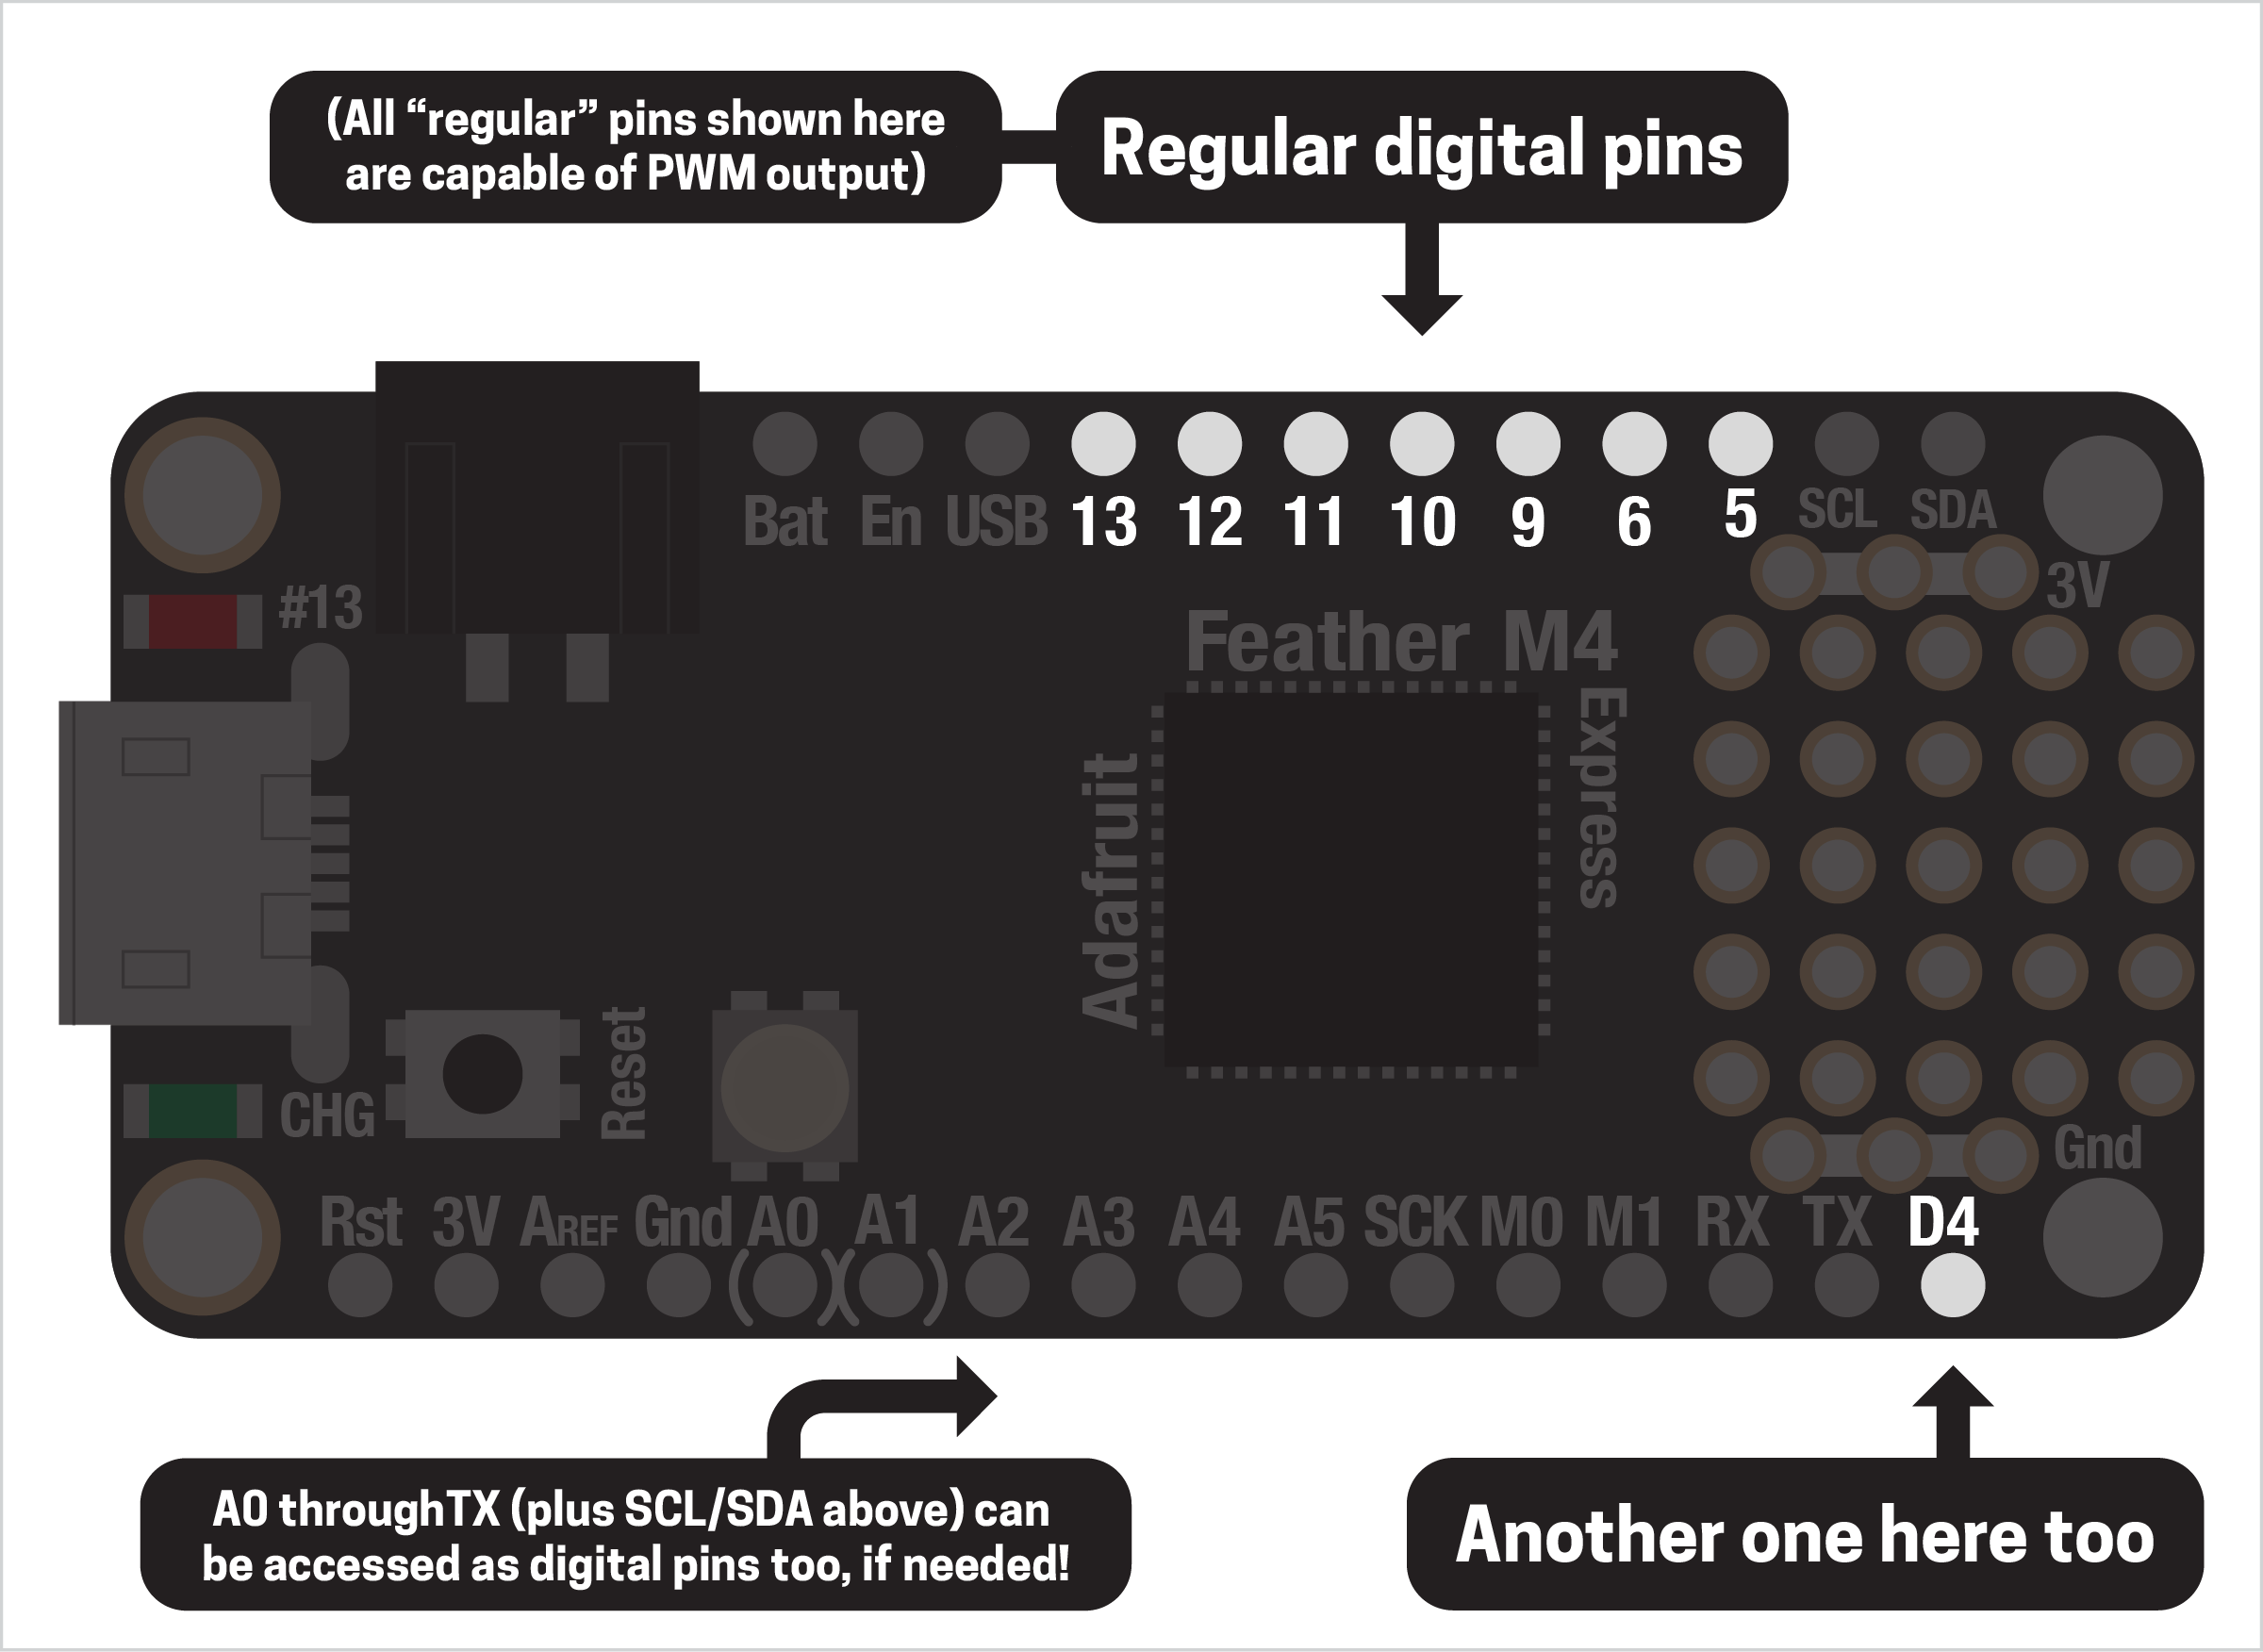 (All “regular” pins shown here
are capable of PWM output)
Regular digital pins
Bat En USB 13 12 11 10 9 6 5 SCL SDA
3V
#13
Feather M4
Express
Adafruit
Reset
CHG
Gnd
Rst 3V AREF Gnd A0 A1 A2 A3 A4 A5 SCK MO M1 RX TX D4
A0 throughTX (plus SCL/SDA above) can
be accessed as digital pins too, if needed!
Another one here too